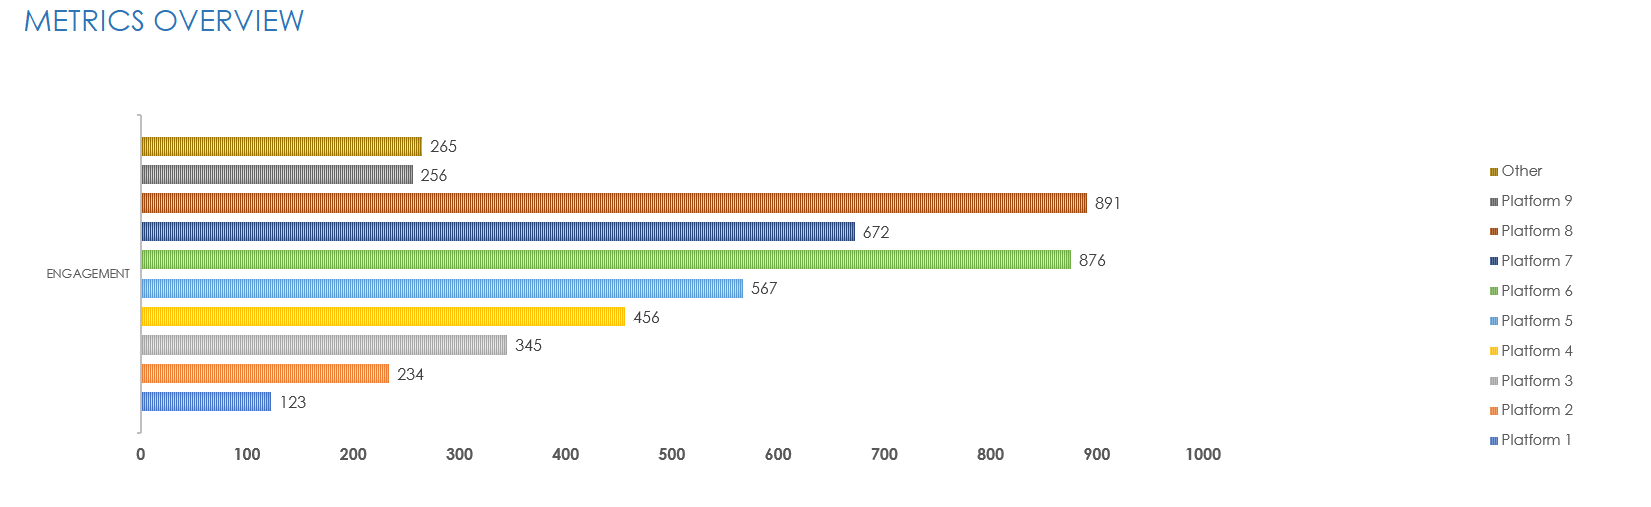 METRICS OVERVIEW
265
256
891
672
876
567
456
345
234
123
ENGAGEMENT
0 100 200 300 400 500 600 700 800 900 1000
Other
Platform 9
Platform 8
Platform 7
Platform 6
Platform 5
Platform 4
Platform 3
Platform 2
Platform 1